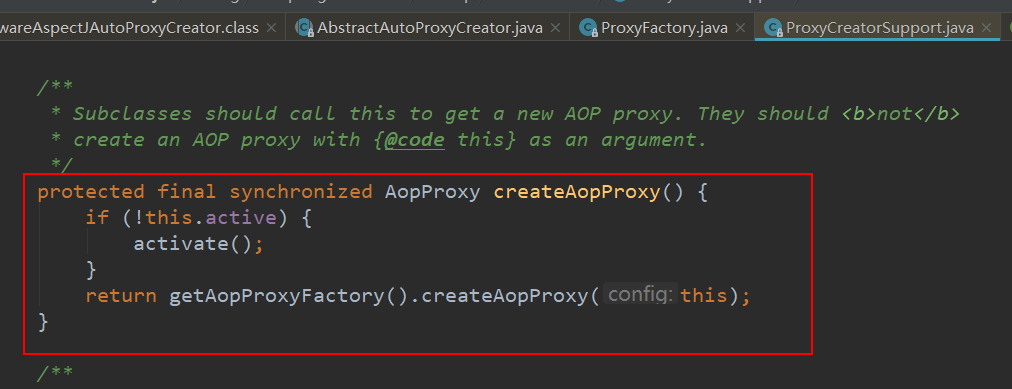 wareAspectJAutoProxyCreator.class × AbstractAutoProxyCreator.java × ProxyFactory.java × ProxyCreatorSupport.java ×
/**
* Subclasses should call this to get a new AOP proxy. They should <b>not</b>
* create an AOP proxy with {@code this} as an argument.
*/
protected final synchronized AopProxy createAopProxy() {
if (!this.active) {
activate();
}
return getAopProxyFactory().createAopProxy( config: this);
}
/**